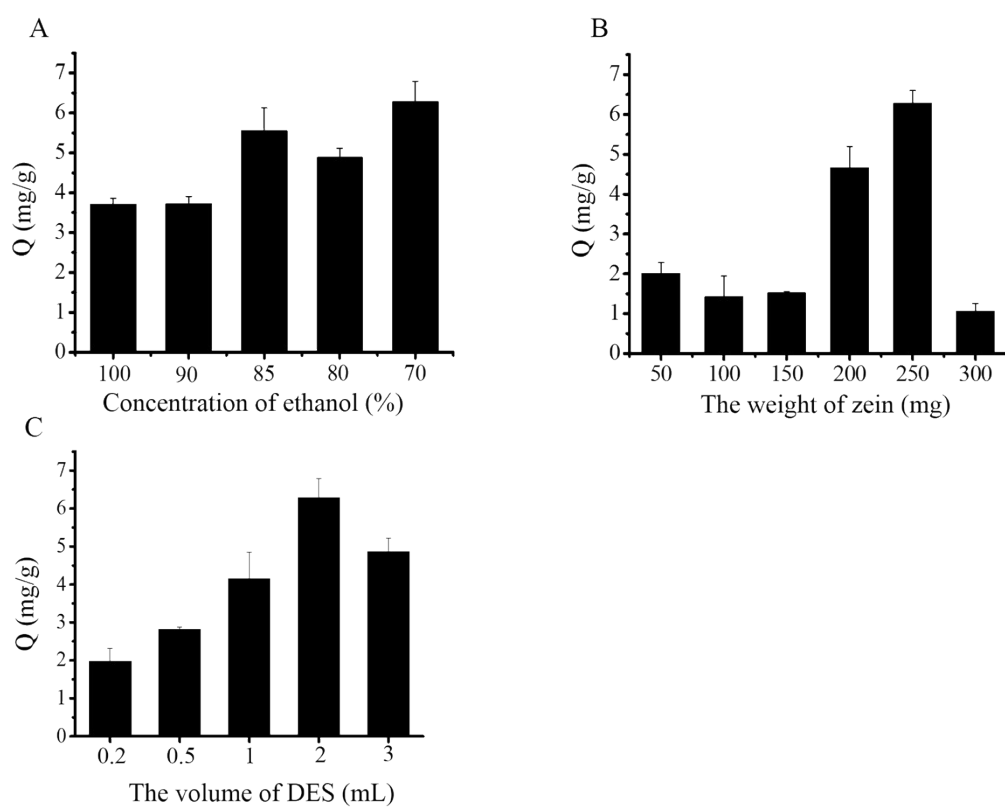 A
Q (mg/g)
7
6
5
4
3
2
1
0
100 90 85 80 70
Concentration of ethanol (%)
B
Q (mg/g)
7
6
5
4
3
2
1
0
50 100 150 200 250 300
The weight of zein (mg)
C
Q (mg/g)
7
6
5
4
3
2
1
0
0.2 0.5 1 2 3
The volume of DES (mL)